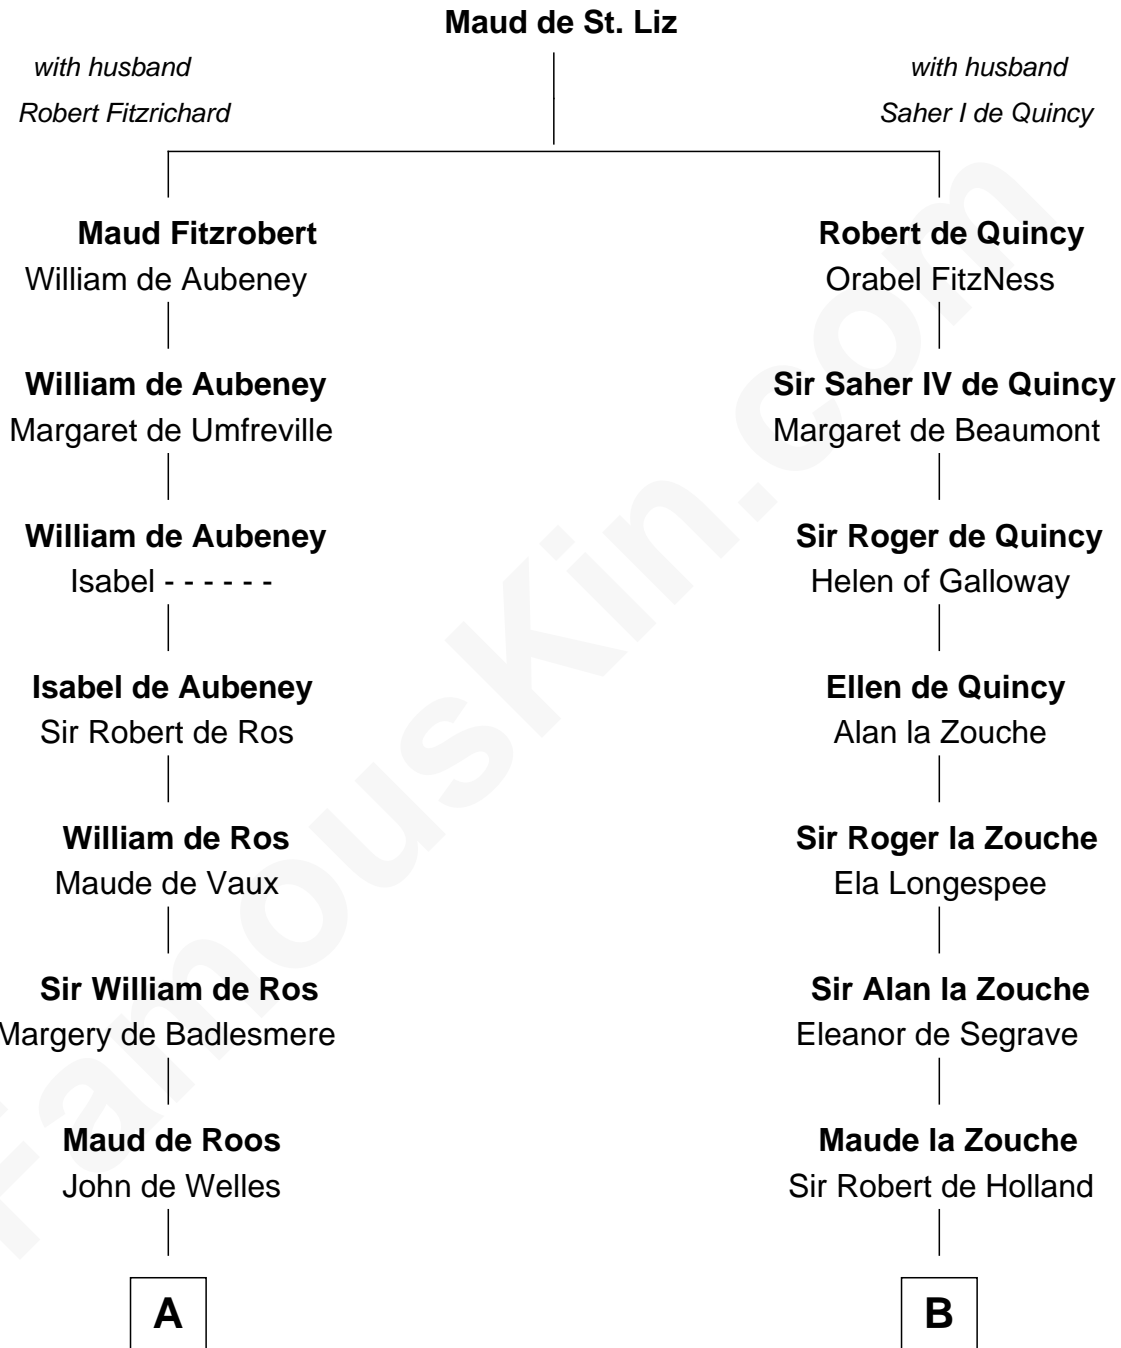 Maud de St. Liz
with husband
Robert Fitzrichard
with husband
Saher I de Quincy
Maud Fitzrobert
William de Aubeney
Robert de Quincy
Orabel FitzNess
William de Aubeney
Margaret de Umfreville
Sir Saher IV de Quincy
Margaret de Beaumont
William de Aubeney
Isabel - - - - - -
Sir Roger de Quincy
Helen of Galloway
Isabel de Aubeney
Sir Robert de Ros
Ellen de Quincy
Alan la Zouche
William de Ros
Maude de Vaux
Sir Roger la Zouche
Ela Longespee
Sir William de Ros
Margery de Badlesmere
Sir Alan la Zouche
Eleanor de Segrave
Maud de Roos
John de Welles
Maude la Zouche
Sir Robert de Holland
A
B
FamousKin.com